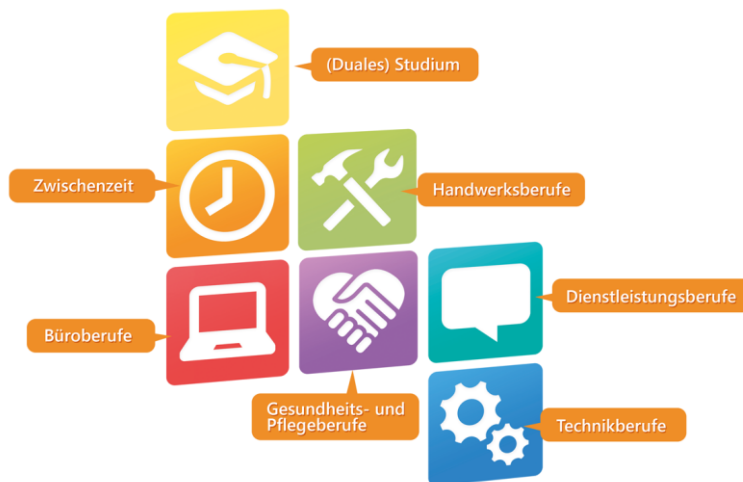 (Duales) Studium
Zwischenzeit
Handwerksberufe
Dienstleistungsberufe
Büroberufe
Gesundheits- und
Pflegeberufe
Technikberufe